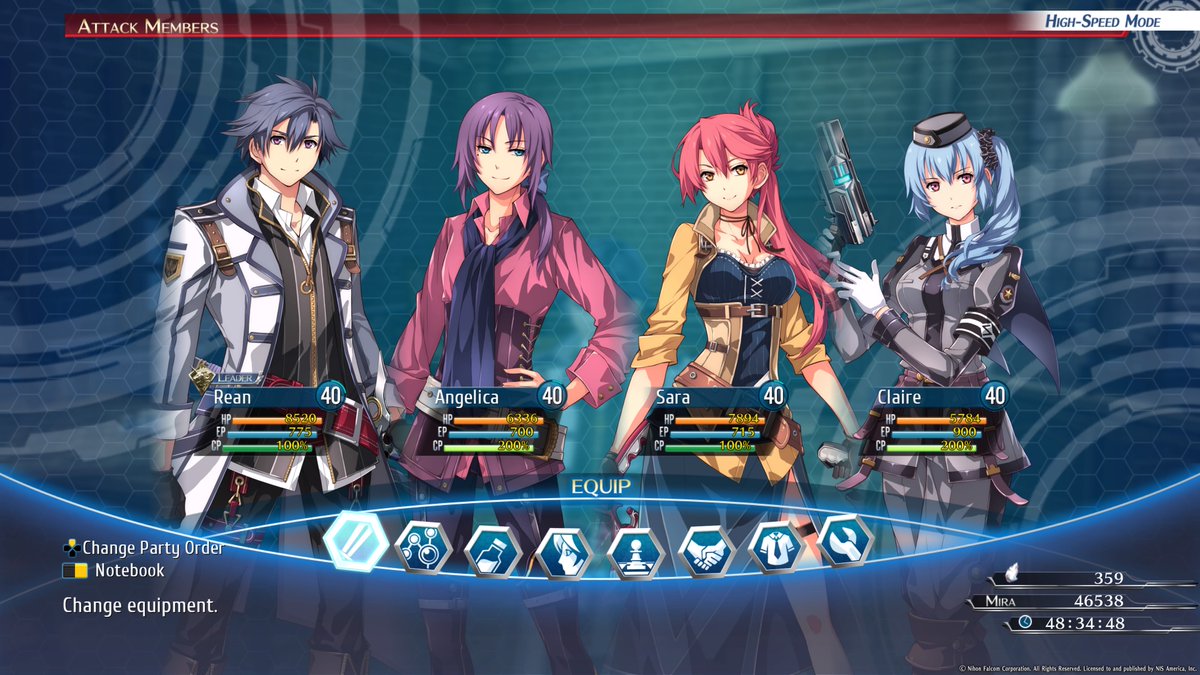 ATTACK MEMBERS
HIGH-SPEED MODE
LEADER
Rean 40
HP 8520
EP 775
CP 100%
Angelica 40
HP 6336
EP 700
CP 200%
Sara 40
HP 7894
EP 715
CP 100%
Claire 40
HP 5784
EP 900
CP 200%
EQUIP
Change Party Order
Notebook
Change equipment.
359
MIRA 46538
48:34:48
© Nihon Falcom Corporation. All Rights Reserved. Licensed to and published by NIS America, Inc.